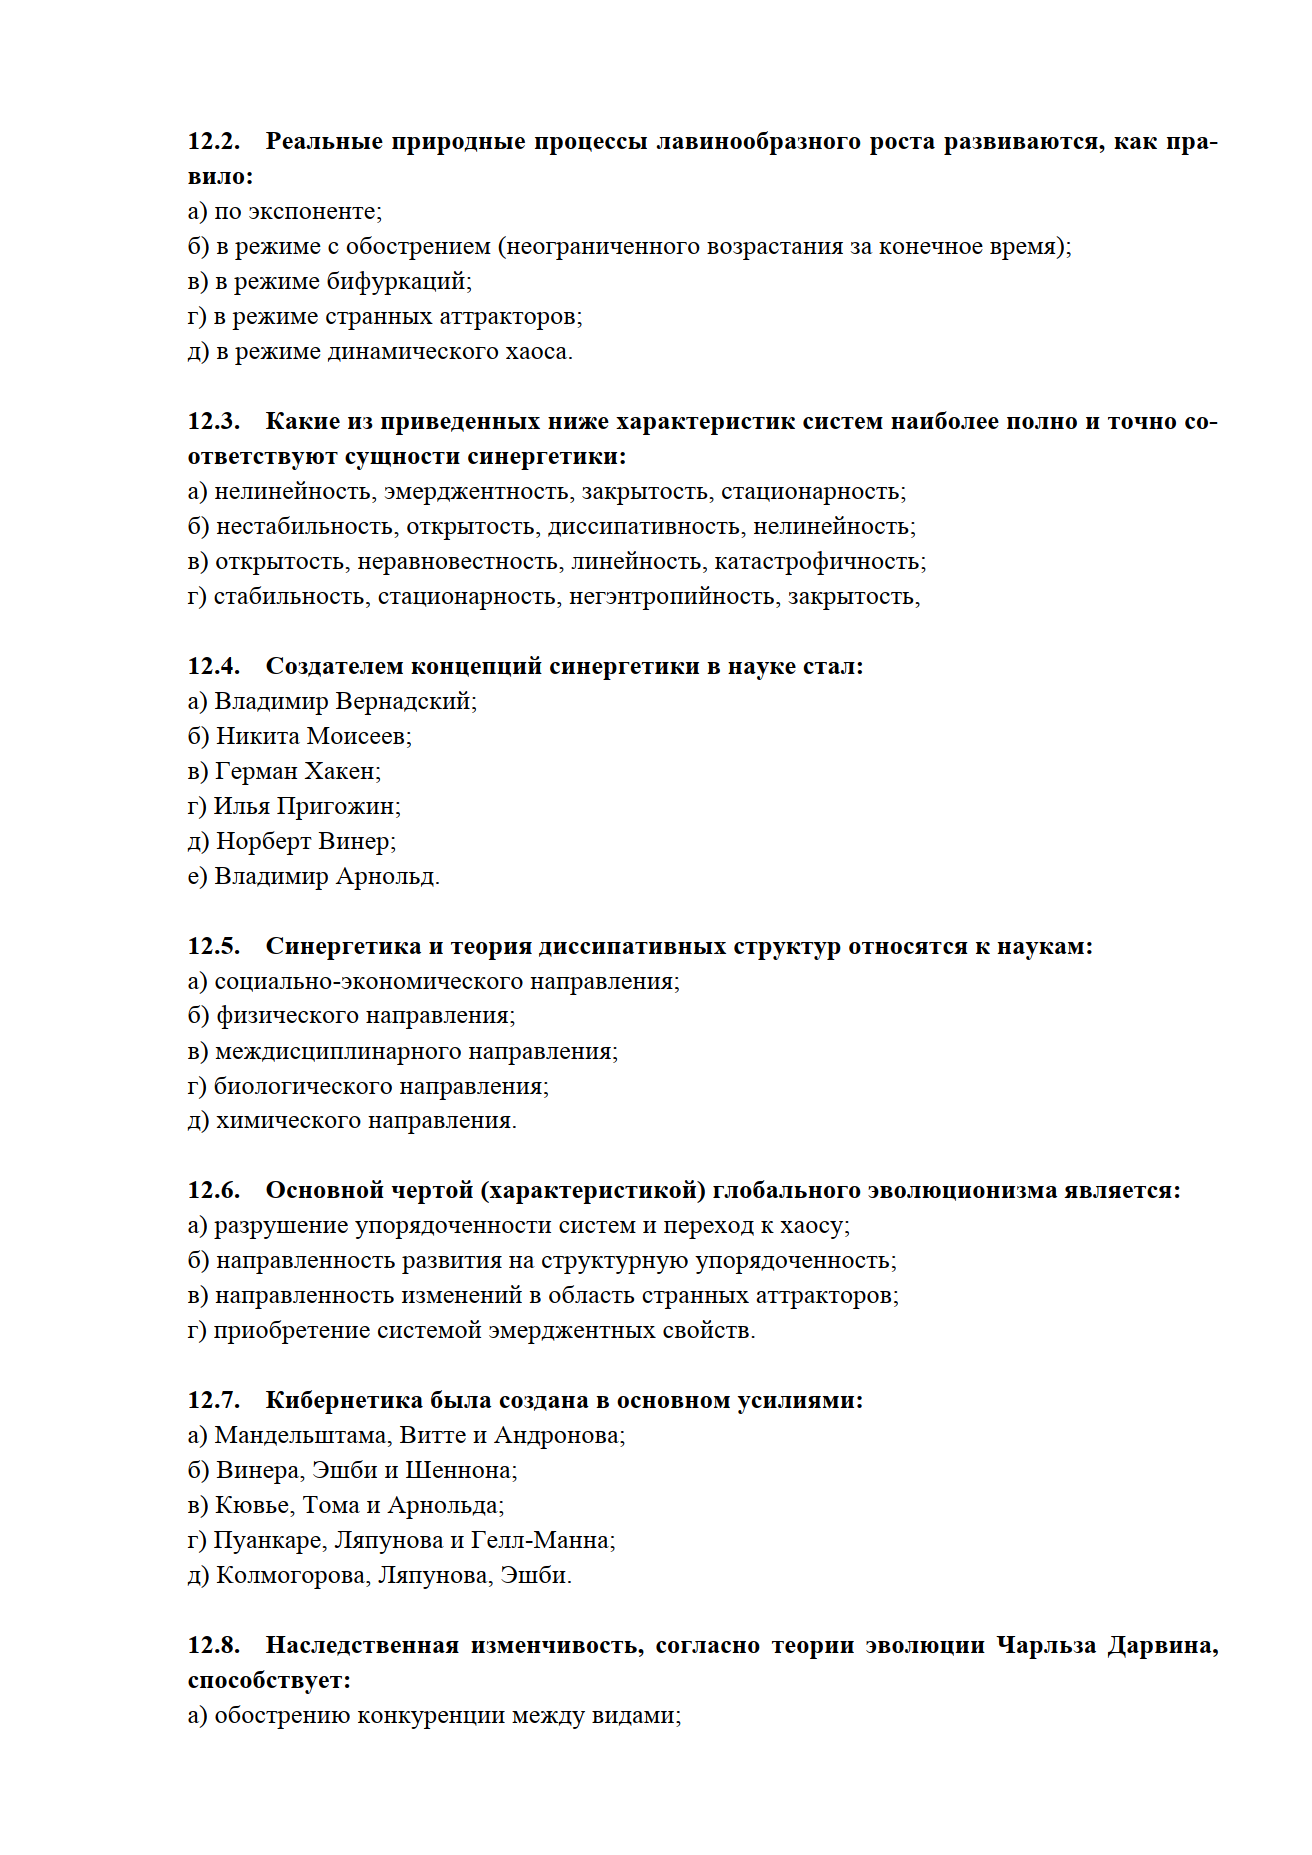 12.2. Реальные природные процессы лавинообразного роста развиваются, как пра-
вило:
а) по экспоненте;
б) в режиме с обострением (неограниченного возрастания за конечное время);
в) в режиме бифуркаций;
г) в режиме странных аттракторов;
д) в режиме динамического хаоса.
12.3. Какие из приведенных ниже характеристик систем наиболее полно и точно со-
ответствуют сущности синергетики:
а) нелинейность, эмерджентность, закрытость, стационарность;
б) нестабильность, открытость, диссипативность, нелинейность;
в) открытость, неравновестность, линейность, катастрофичность;
г) стабильность, стационарность, негэнтропийность, закрытость,
12.4. Создателем концепций синергетики в науке стал:
а) Владимир Вернадский;
б) Никита Моисеев;
в) Герман Хакен;
г) Илья Пригожин;
д) Норберт Винер;
е) Владимир Арнольд.
12.5. Синергетика и теория диссипативных структур относятся к наукам:
а) социально-экономического направления;
б) физического направления;
в) междисциплинарного направления;
г) биологического направления;
д) химического направления.
12.6. Основной чертой (характеристикой) глобального эволюционизма является:
а) разрушение упорядоченности систем и переход к хаосу;
б) направленность развития на структурную упорядоченность;
в) направленность изменений в область странных аттракторов;
г) приобретение системой эмерджентных свойств.
12.7. Кибернетика была создана в основном усилиями:
а) Мандельштама, Витте и Андронова;
б) Винера, Эшби и Шеннона;
в) Кювье, Тома и Арнольда;
г) Пуанкаре, Ляпунова и Гелл-Манна;
д) Колмогорова, Ляпунова, Эшби.
12.8. Наследственная изменчивость, согласно теории эволюции Чарльза Дарвина,
способствует:
а) обострению конкуренции между видами;